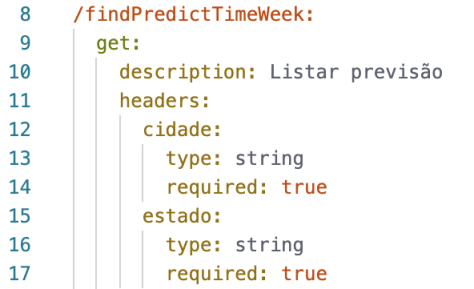 8 /findPredictTimeWeek:
9 get:
10 description: Listar previsão
11 headers:
12 cidade:
13 type: string
14 required: true
15 estado:
16 type: string
17 required: true